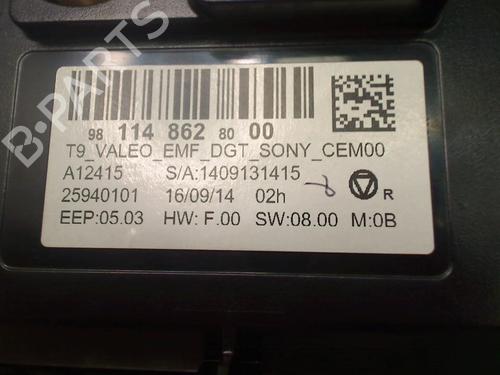 B-PARTS
98 114 862 80 00
T9_VALEO_EMF_DGT_SONY_CEM00
A12415 S/A:1409131415
25940101 16/09/14 02h R
EEP:05.03 HW: F.00 SW:08.00 M:0B